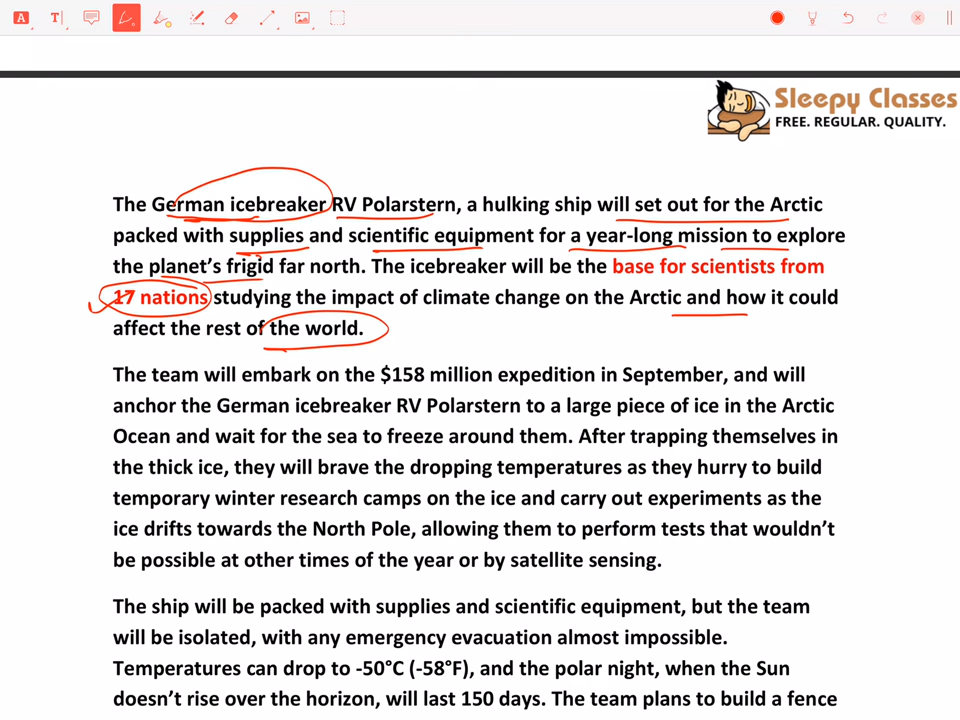 A T
Sleepy Classes
FREE. REGULAR. QUALITY.
The German icebreaker RV Polarstern, a hulking ship will set out for the Arctic
packed with supplies and scientific equipment for a year-long mission to explore
the planet's frigid far north. The icebreaker will be the base for scientists from
17 nations studying the impact of climate change on the Arctic and how it could
affect the rest of the world.
The team will embark on the $158 million expedition in September, and will
anchor the German icebreaker RV Polarstern to a large piece of ice in the Arctic
Ocean and wait for the sea to freeze around them. After trapping themselves in
the thick ice, they will brave the dropping temperatures as they hurry to build
temporary winter research camps on the ice and carry out experiments as the
ice drifts towards the North Pole, allowing them to perform tests that wouldn't
be possible at other times of the year or by satellite sensing.
The ship will be packed with supplies and scientific equipment, but the team
will be isolated, with any emergency evacuation almost impossible.
Temperatures can drop to -50°C (-58°F), and the polar night, when the Sun
doesn't rise over the horizon, will last 150 days. The team plans to build a fence